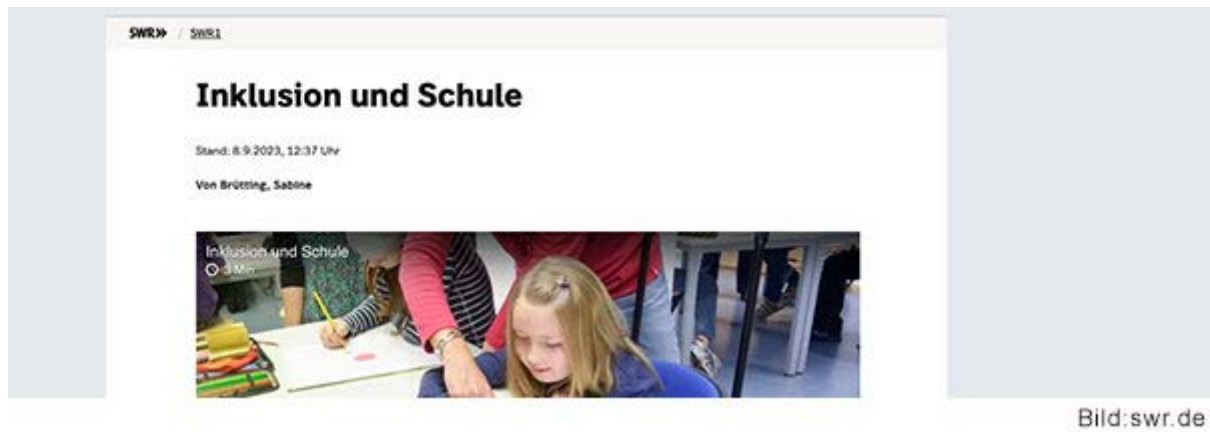 SWR» / SWR1
Inklusion und Schule
Stand: 8.9.2023, 12:37 Uhr
Von Brütting, Sabine
Inklusion und Schule
3 Min
Bild:swr.de